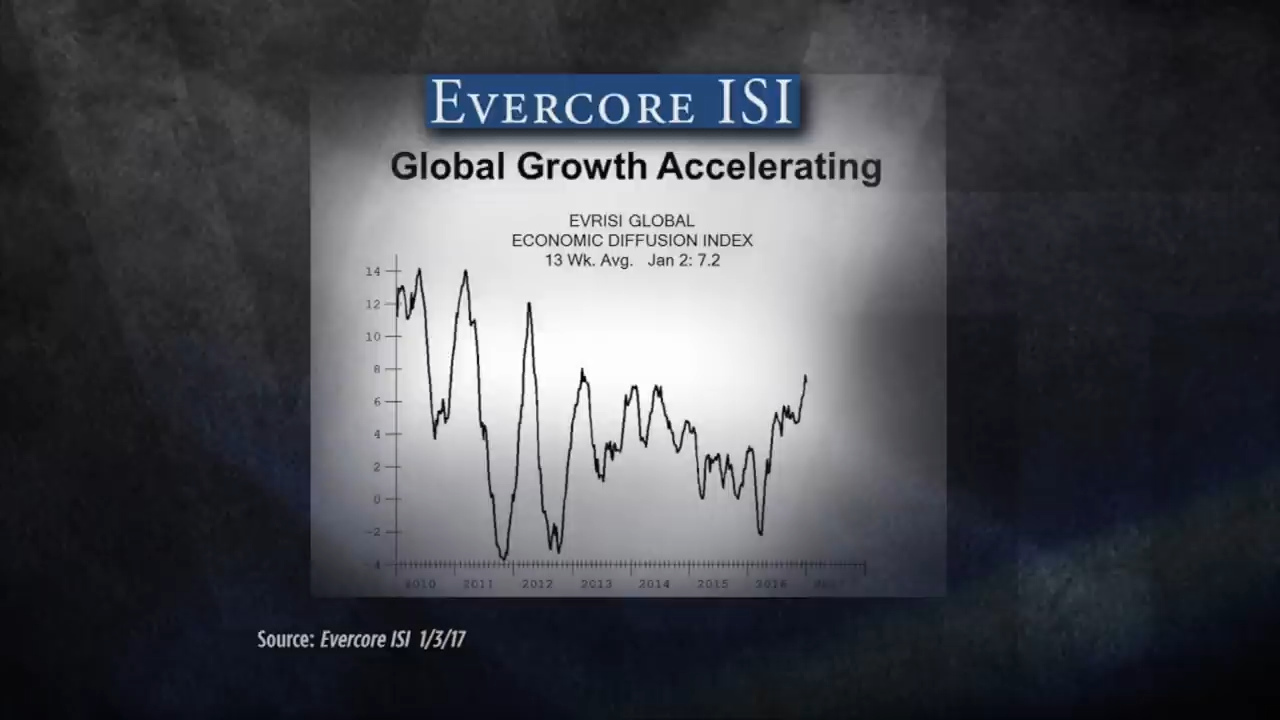 EVERCORE ISI
Global Growth Accelerating
EVRISI GLOBAL
ECONOMIC DIFFUSION INDEX
13 Wk. Avg. Jan 2: 7.2
14
12
10
8
6
4
2
0
-2
2010 2011 2012 2013 2014 2015 2016
Source: Evercore ISI 1/3/17